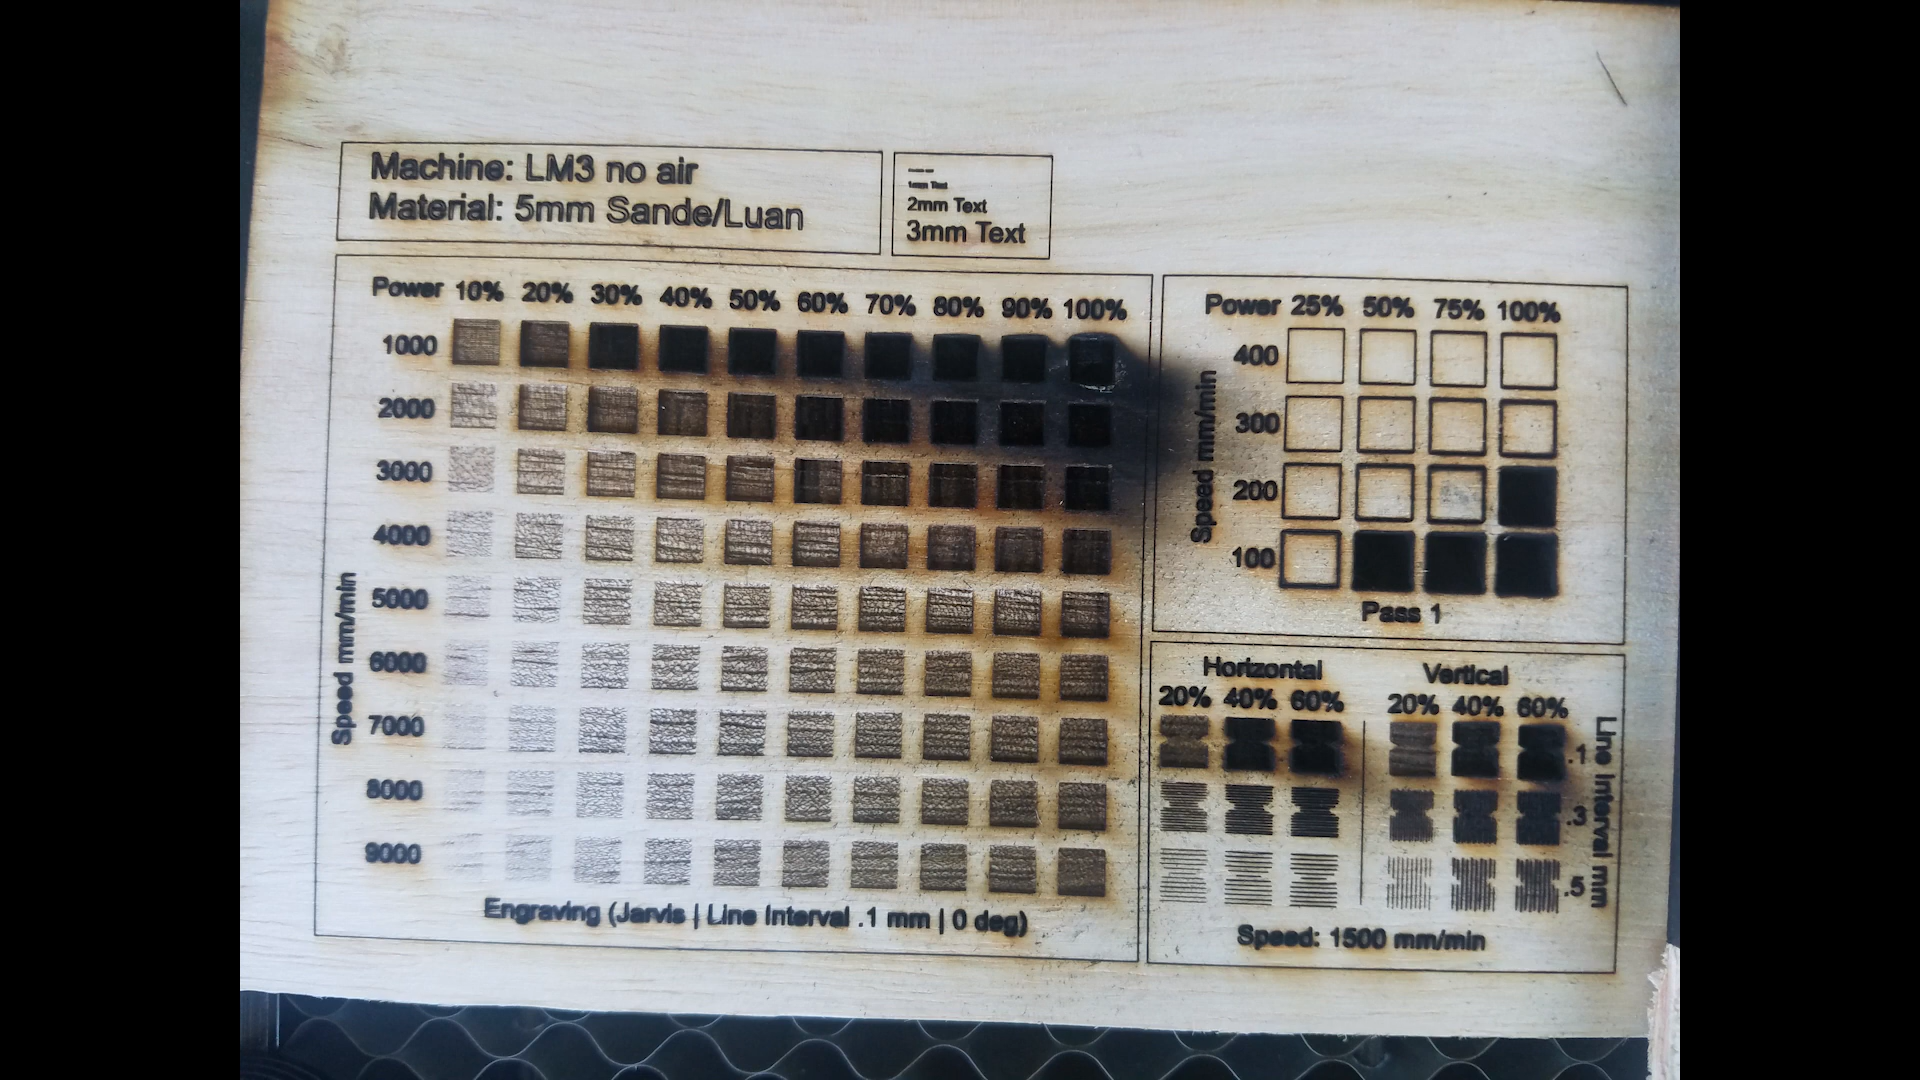 Machine: LM3 no air
Material: 5mm Sande/Luan
1mm Text
2mm Text
3mm Text
Power 10% 20% 30% 40% 50% 60% 70% 80% 90% 100%
1000
2000
3000
4000
5000
6000
7000
8000
9000
Speed mm/min
Engraving (Jarvis | Line Interval .1 mm | 0 deg)
Power 25% 50% 75% 100%
400
300
200
100
Speed mm/min
Pass 1
Horizontal Vertical
20% 40% 60% 20% 40% 60%
.1
.3
.5
Line Interval mm
Speed: 1500 mm/min